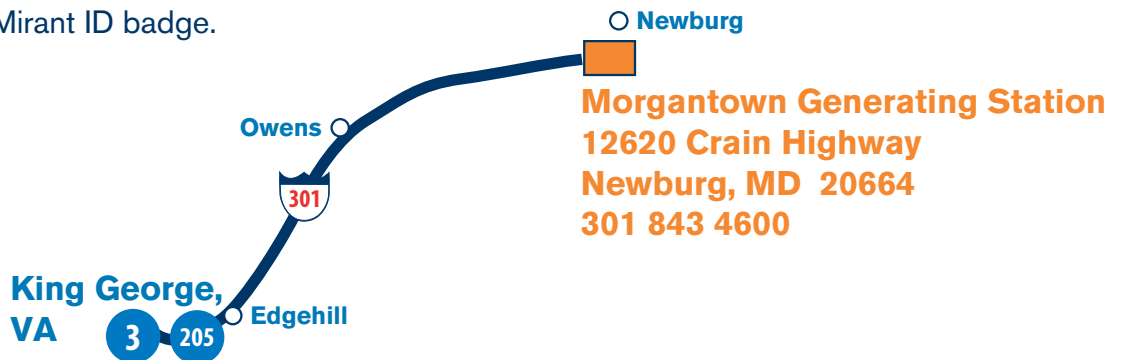 Mirant ID badge.
Newburg
Morgantown Generating Station
12620 Crain Highway
Newburg, MD 20664
301 843 4600
Owens
301
King George,
VA
3
205
Edgehill